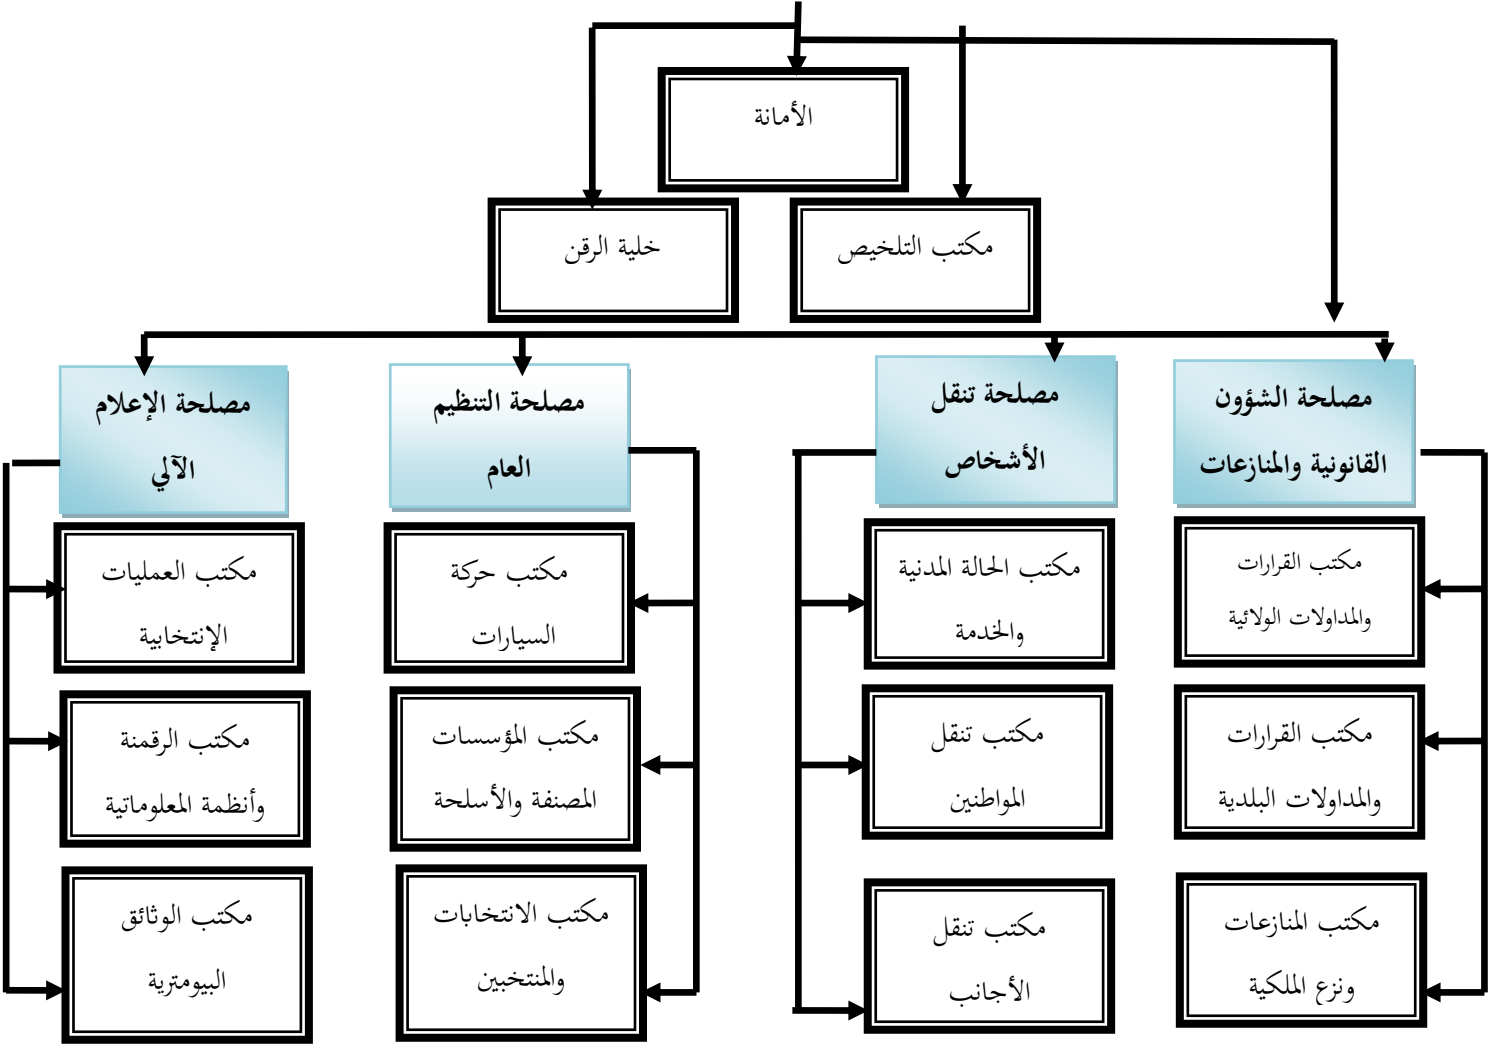 الأمانة
مكتب التلخيص
خلية الرقن
مصلحة الشؤون
القانونية والمنازعات
مصلحة تنقل
الأشخاص
مصلحة التنظيم
العام
مصلحة الإعلام
الآلي
مكتب القرارات
والمداولات الولائية
مكتب الحالة المدنية
والخدمة
مكتب حركة
السيارات
مكتب العمليات
الإنتخابية
مكتب القرارات
والمداولات البلدية
مكتب تنقل
المواطنين
مكتب المؤسسات
المصنفة والأسلحة
مكتب الرقمنة
وأنظمة المعلوماتية
مكتب المنازعات
ونزع الملكية
مكتب تنقل
الأجانب
مكتب الانتخابات
والمنتخبين
مكتب الوثائق
البيومترية